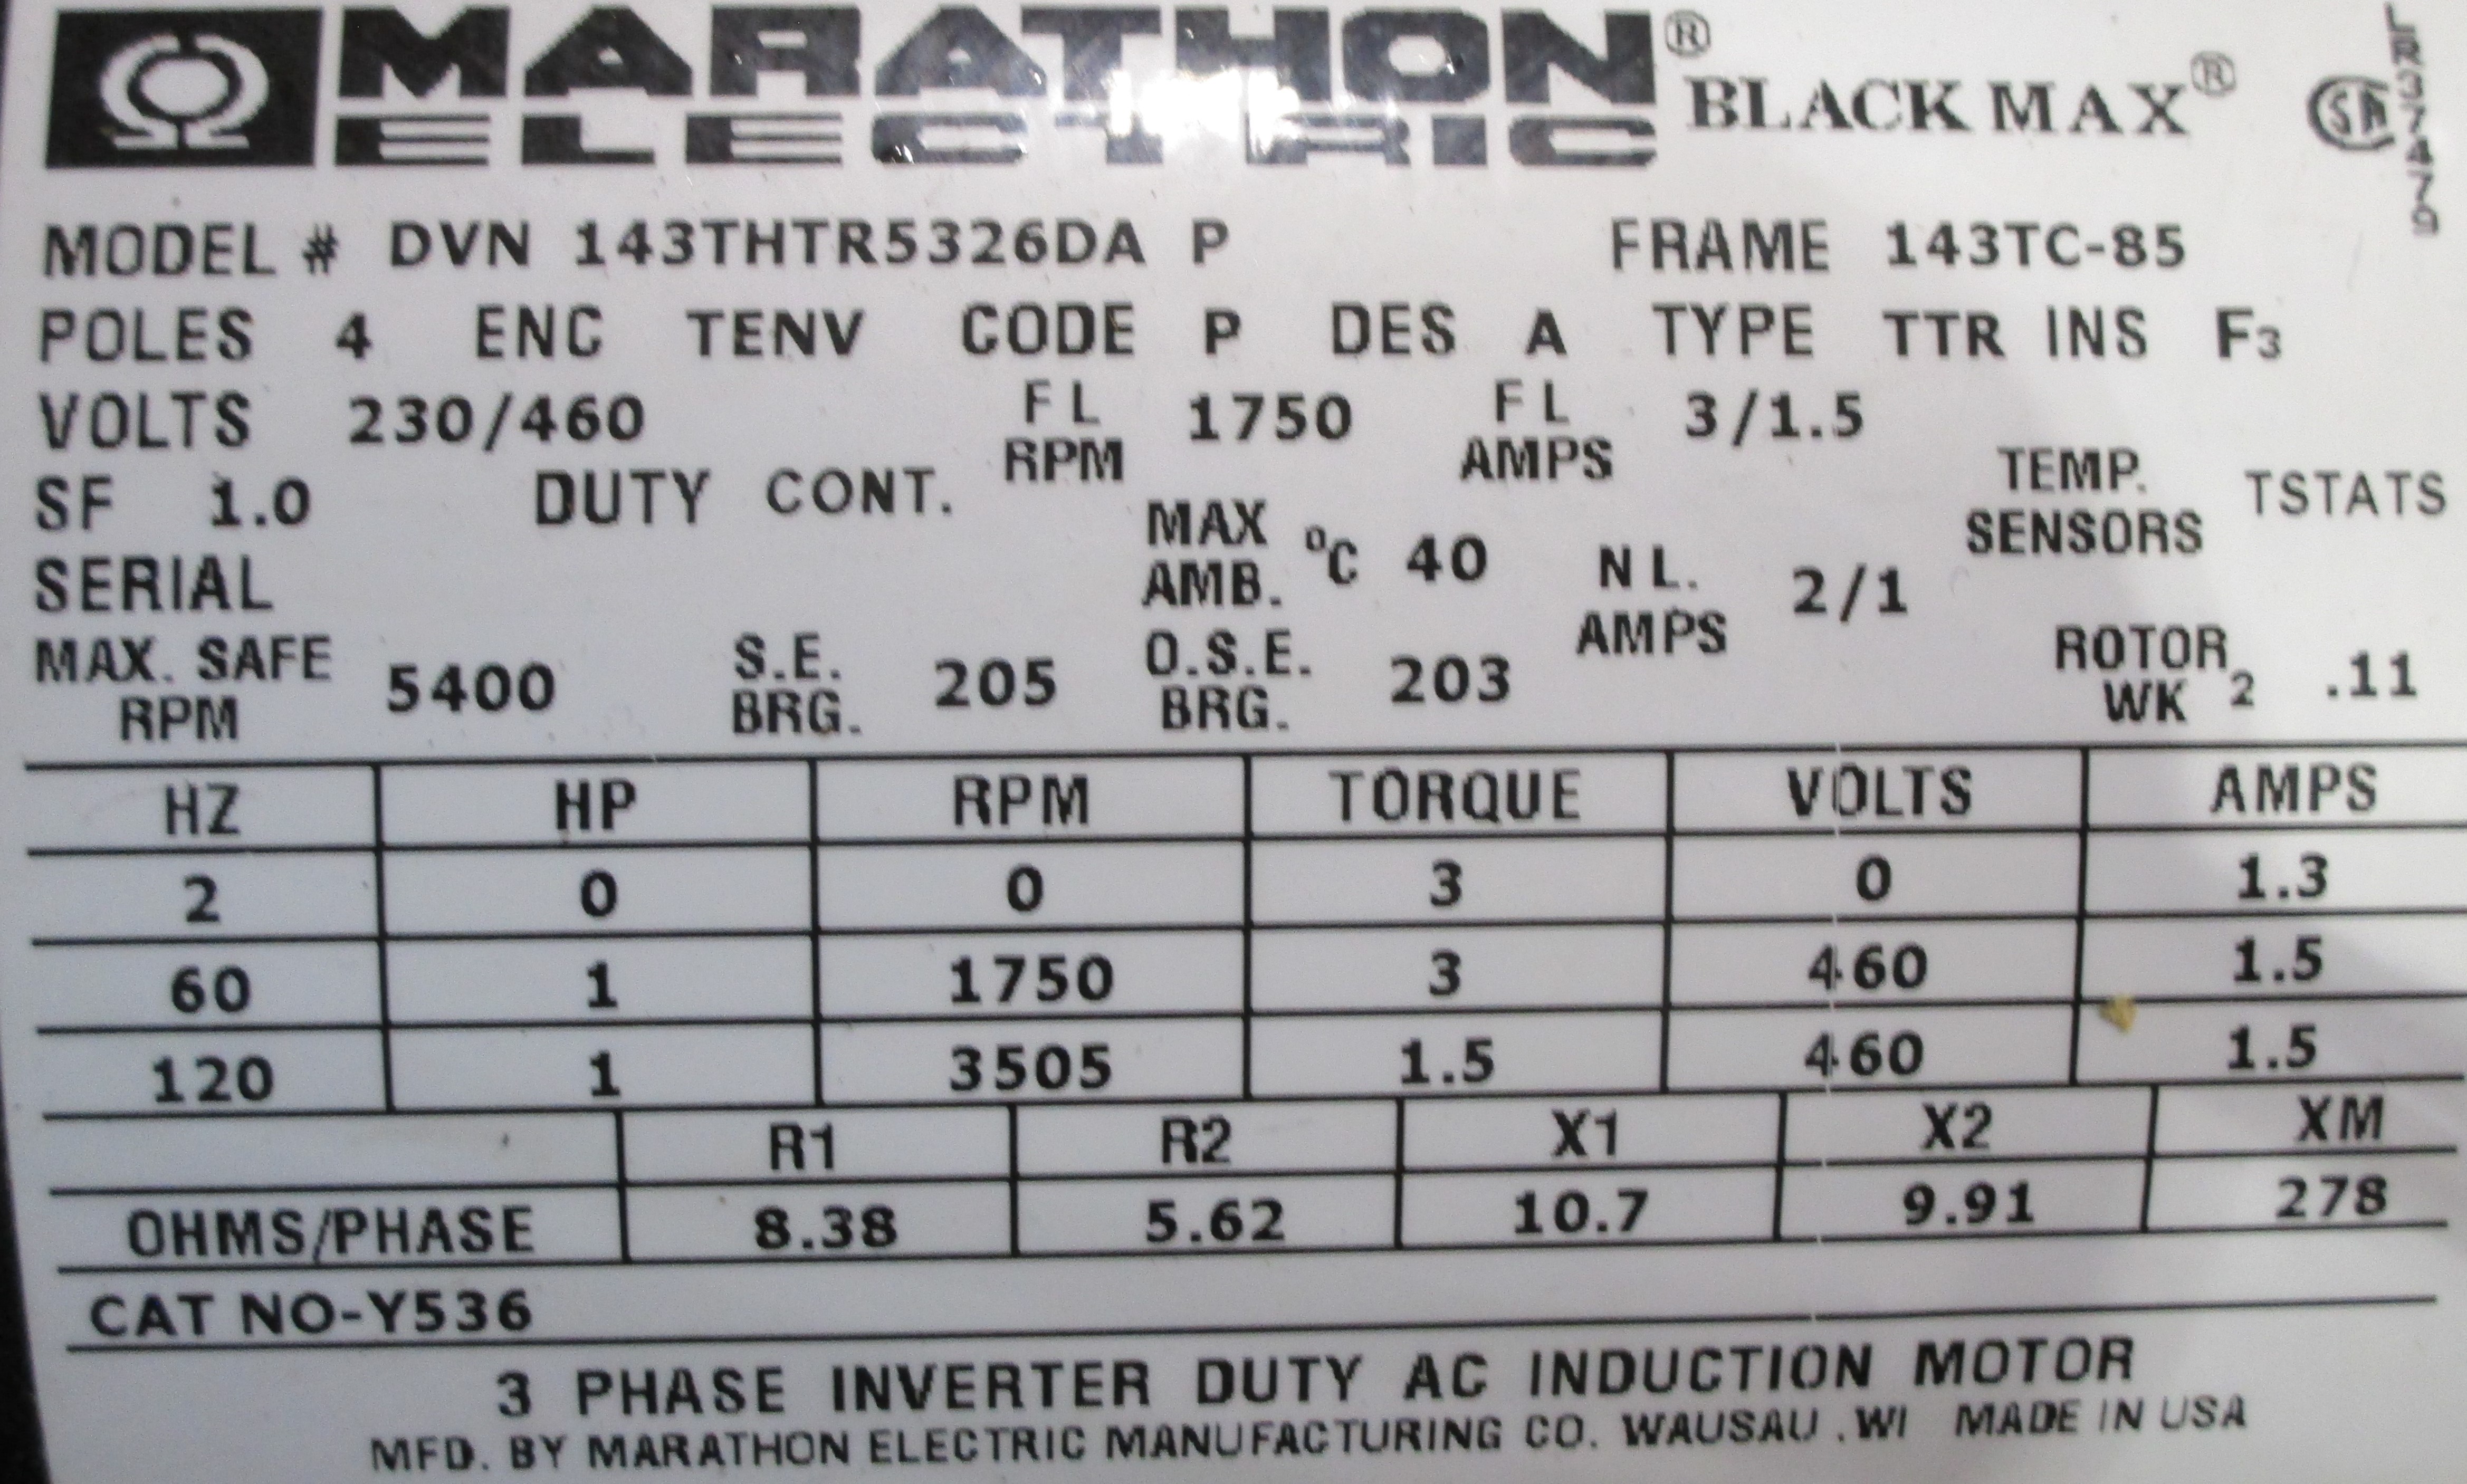 MARATHON® BLACK MAX®
ELECTRIC
LR37479
MODEL # DVN 143THTR5326DA P FRAME 143TC-85
POLES 4 ENC TENV CODE P DES A TYPE TTR INS F3
VOLTS 230/460 FL RPM 1750 FL AMPS 3/1.5
SF 1.0 DUTY CONT. MAX AMB. °C 40 TEMP. SENSORS TSTATS
SERIAL NL. AMPS 2/1
MAX. SAFE RPM 5400 S.E. BRG. 205 O.S.E. BRG. 203 ROTOR WK2 .11
HZ HP RPM TORQUE VOLTS AMPS
2 0 0 3 0 1.3
60 1 1750 3 460 1.5
120 1 3505 1.5 460 1.5
R1 R2 X1 X2 XM
OHMS/PHASE 8.38 5.62 10.7 9.91 278
CAT NO-Y536
3 PHASE INVERTER DUTY AC INDUCTION MOTOR
MFD. BY MARATHON ELECTRIC MANUFACTURING CO. WAUSAU .WI MADE IN USA